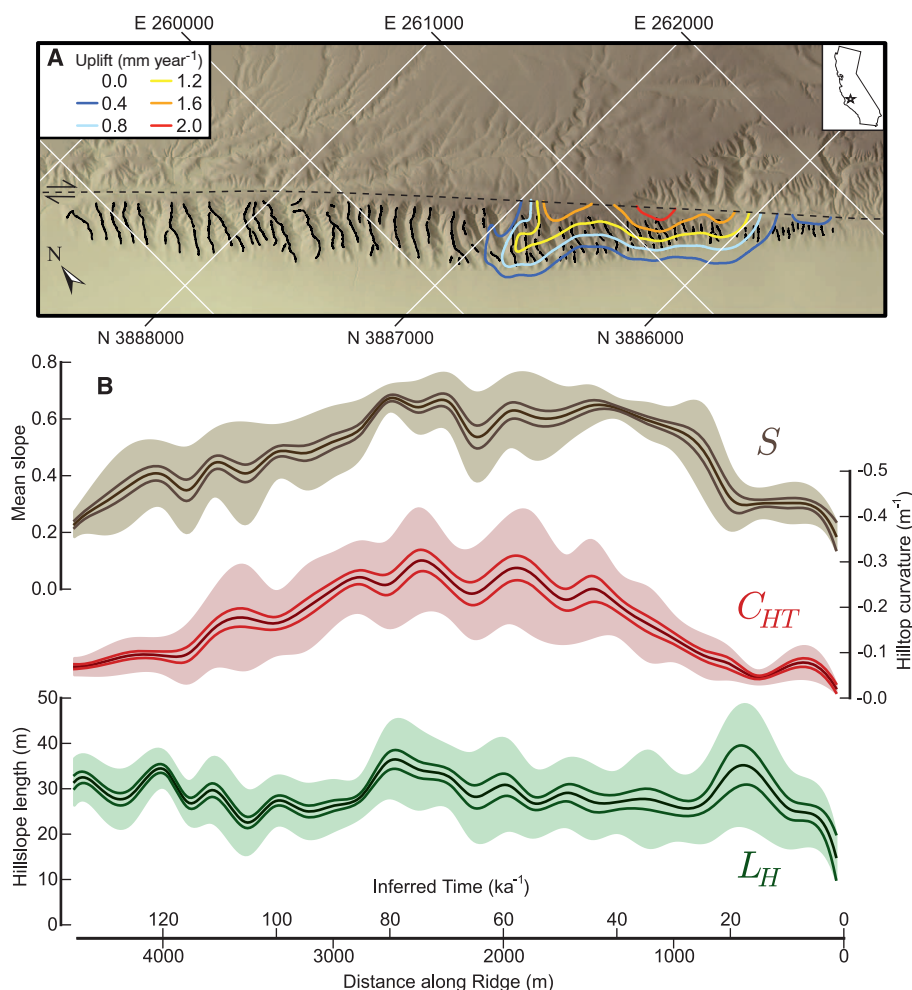 E 260000 E 261000 E 262000
A Uplift (mm year-1)
0.0 1.2
0.4 1.6
0.8 2.0
N
N 3888000 N 3887000 N 3886000
B
0.8
0.6
0.4
0.2
0.0
Mean slope
S
-0.5
-0.4
-0.3
-0.2
-0.1
-0.0
Hilltop curvature (m-1)
CHT
50
40
30
20
10
0
Hillslope length (m)
LH
Inferred Time (ka-1)
120 100 80 60 40 20 0
4000 3000 2000 1000 0
Distance along Ridge (m)